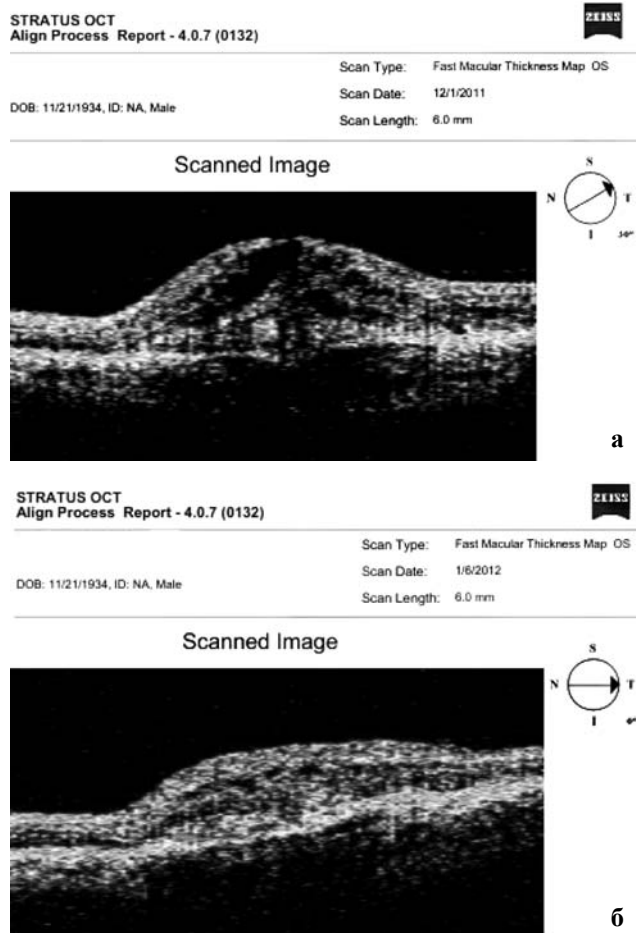 STRATUS OCT
Align Process Report - 4.0.7 (0132)
ZEISS
Scan Type: Fast Macular Thickness Map OS
Scan Date: 12/1/2011
DOB: 11/21/1934, ID: NA, Male
Scan Length: 6.0 mm
Scanned Image
S
N T
I
а
STRATUS OCT
Align Process Report - 4.0.7 (0132)
ZEISS
Scan Type: Fast Macular Thickness Map OS
Scan Date: 1/6/2012
DOB: 11/21/1934, ID: NA, Male
Scan Length: 6.0 mm
Scanned Image
S
N T
I
б